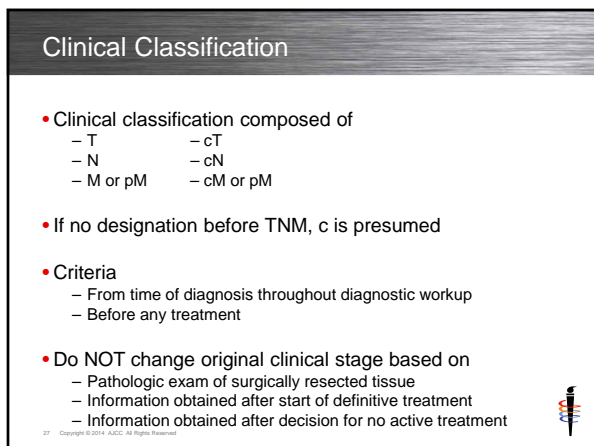 Clinical Classification
• Clinical classification composed of
– T – cT
– N – cN
– M or pM – cM or pM
• If no designation before TNM, c is presumed
• Criteria
– From time of diagnosis throughout diagnostic workup
– Before any treatment
• Do NOT change original clinical stage based on
– Pathologic exam of surgically resected tissue
– Information obtained after start of definitive treatment
– Information obtained after decision for no active treatment
27 Copyright © 2014 AJCC All Rights Reserved